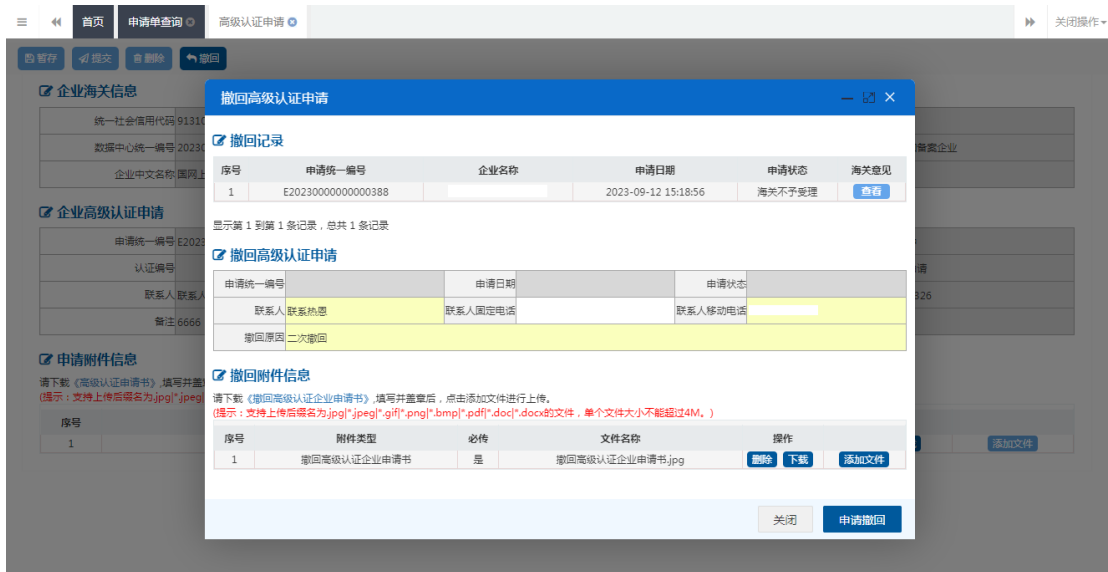 首页 申请单查询 高级认证申请 关闭操作
暂存 提交 删除 撤回
企业海关信息
统一社会信用代码 9131
数据中心统一编号 2023 备案企业
企业中文名称 国网上
企业高级认证申请
申请统一编号 E202
认证编号 请
联系人 联系人 326
备注 6666
申请附件信息
请下载《高级认证申请书》,填写并盖
(提示：支持上传后缀名为.jpg|*.jpeg|
序号
1 添加文件
撤回高级认证申请
撤回记录
序号 申请统一编号 企业名称 申请日期 申请状态 海关意见
1 E20230000000000388 2023-09-12 15:18:56 海关不予受理 查看
显示第 1 到第 1 条记录，总共 1 条记录
撤回高级认证申请
申请统一编号 申请日期 申请状态
联系人 联系热恩 联系人固定电话 联系人移动电话
撤回原因 二次撤回
撤回附件信息
请下载《撤回高级认证企业申请书》,填写并盖章后，点击添加文件进行上传。
(提示：支持上传后缀名为.jpg|*.jpeg|*.gif|*.png|*.bmp|*.pdf|*.doc|*.docx的文件，单个文件大小不能超过4M。)
序号 附件类型 必传 文件名称 操作
1 撤回高级认证企业申请书 是 撤回高级认证企业申请书.jpg 删除 下载 添加文件
关闭 申请撤回